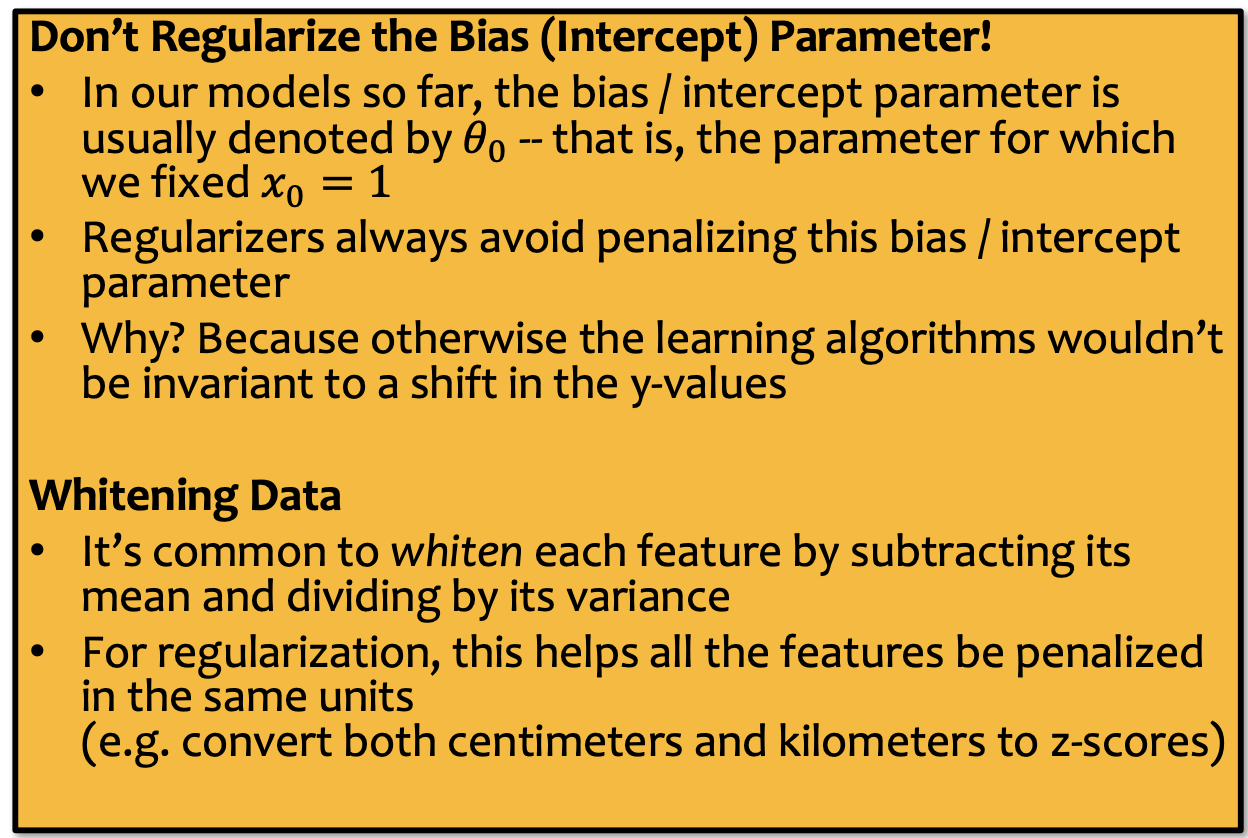 Don't Regularize the Bias (Intercept) Parameter!
• In our models so far, the bias / intercept parameter is
usually denoted by θ₀ -- that is, the parameter for which
we fixed x₀ = 1
• Regularizers always avoid penalizing this bias / intercept
parameter
• Why? Because otherwise the learning algorithms wouldn't
be invariant to a shift in the y-values
Whitening Data
• It's common to whiten each feature by subtracting its
mean and dividing by its variance
• For regularization, this helps all the features be penalized
in the same units
(e.g. convert both centimeters and kilometers to z-scores)